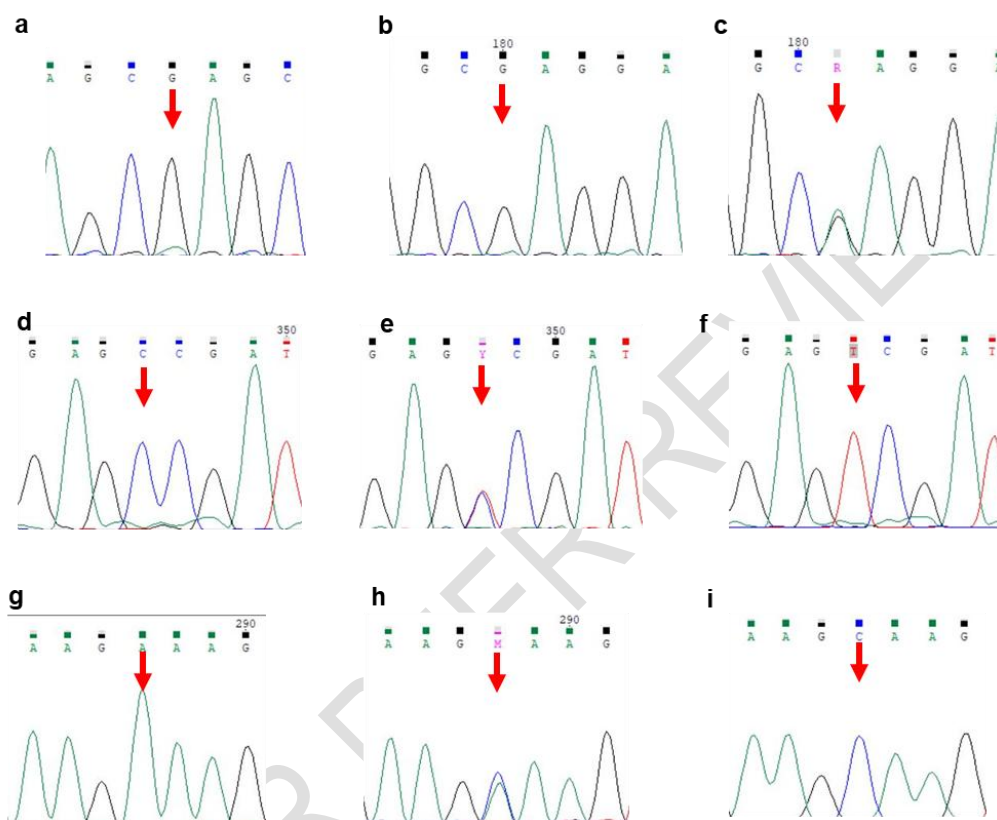 a
A G C G A G C
b
180
G C G A G G A
c
180
G C R A G G A
d
350
G A G C C G A T
e
350
G A G Y C G A T
f
G A G T C G A T
g
290
A A G A A A G
h
290
A A G M A A G
i
A A G C A A G